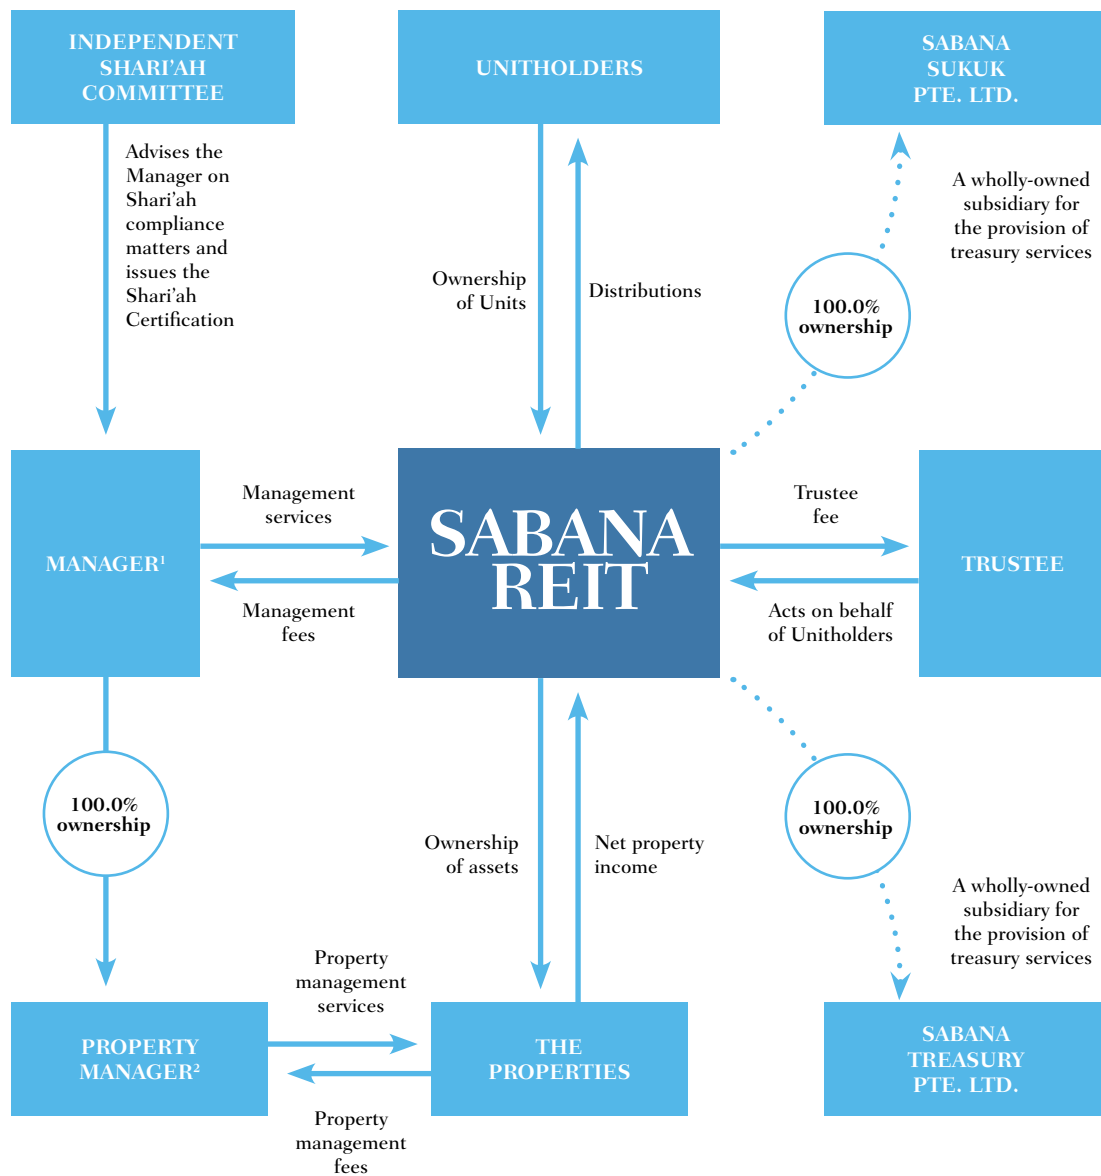 INDEPENDENT
SHARI’AH
COMMITTEE
UNITHOLDERS
SABANA
SUKUK
PTE. LTD.
Advises the
Manager on
Shari’ah
compliance
matters and
issues the
Shari’ah
Certification
Ownership
of Units
Distributions
A wholly-owned
subsidiary for
the provision of
treasury services
100.0%
ownership
MANAGER¹
Management
services
Management
fees
SABANA
REIT
Trustee
fee
Acts on behalf
of Unitholders
TRUSTEE
100.0%
ownership
Ownership
of assets
Net property
income
100.0%
ownership
A wholly-owned
subsidiary for
the provision of
treasury services
PROPERTY
MANAGER²
Property
management
services
Property
management
fees
THE
PROPERTIES
SABANA
TREASURY
PTE. LTD.